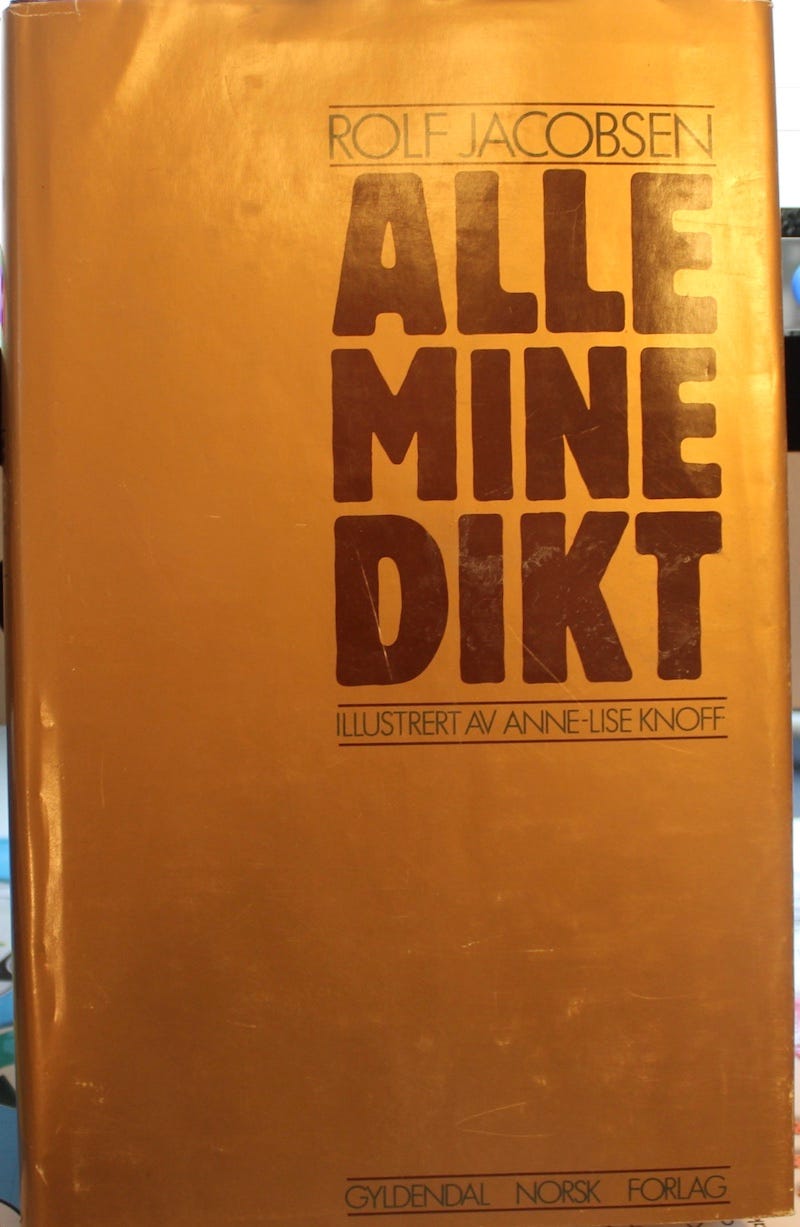 ROLF JACOBSEN
ALLE
MINE
DIKT
ILLUSTRERT AV ANNE-LISE KNOFF
GYLDENDAL NORSK FORLAG